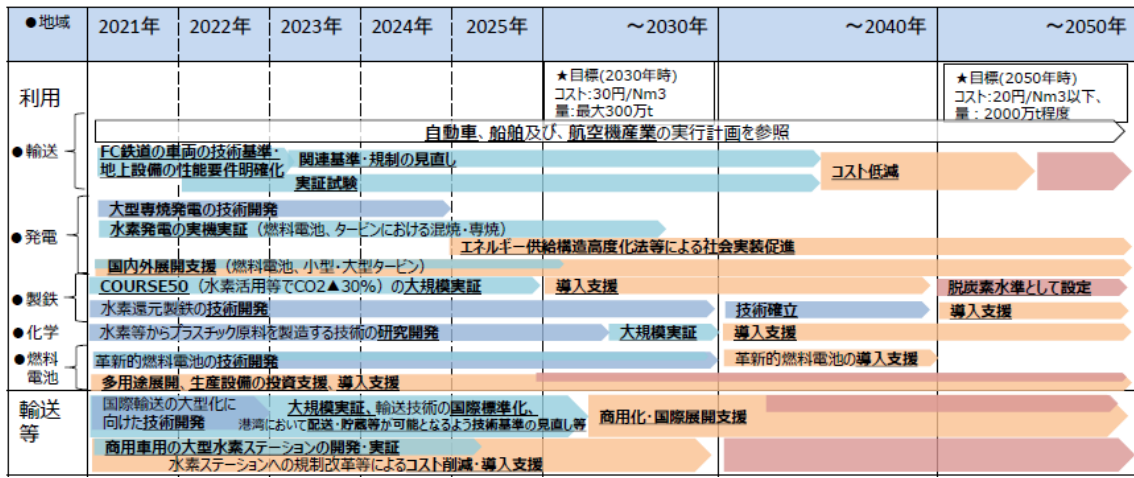 ●地域 2021年 2022年 2023年 2024年 2025年 ～2030年 ～2040年 ～2050年
利用
★目標(2030年時)
コスト:30円/Nm3
量:最大300万t
★目標(2050年時)
コスト:20円/Nm3以下、
量：2000万t程度
自動車、船舶及び、航空機産業の実行計画を参照
●輸送
FC鉄道の車両の技術基準・
地上設備の性能要件明確化
関連基準・規制の見直し
実証試験
コスト低減
●発電
大型専焼発電の技術開発
水素発電の実機実証（燃料電池、タービンにおける混焼・専焼）
エネルギー供給構造高度化法等による社会実装促進
国内外展開支援（燃料電池、小型・大型タービン）
●製鉄
COURSE50（水素活用等でCO2▲30%）の大規模実証
導入支援
脱炭素水準として設定
水素還元製鉄の技術開発
技術確立
導入支援
●化学
水素等からプラスチック原料を製造する技術の研究開発
大規模実証
導入支援
●燃料
電池
革新的燃料電池の技術開発
革新的燃料電池の導入支援
多用途展開、生産設備の投資支援、導入支援
輸送
等
国際輸送の大型化に
向けた技術開発
大規模実証、輸送技術の国際標準化、
港湾において配送・貯蔵等が可能となるよう技術基準の見直し等
商用化・国際展開支援
商用車用の大型水素ステーションの開発・実証
水素ステーションへの規制改革等によるコスト削減・導入支援